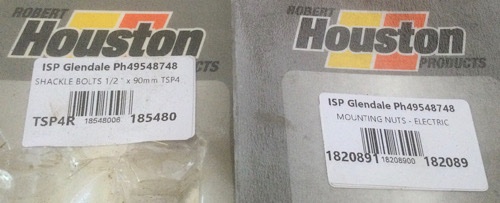 ROBERT
Houston
PRODUCTS
ISP Glendale Ph49548748
SHACKLE BOLTS 1/2 " x 90mm TSP4
TSP4R 18548006 185480
ROBERT
Houston
PRODUCTS
ISP Glendale Ph49548748
MOUNTING NUTS - ELECTRIC
1820891 18208900 182089